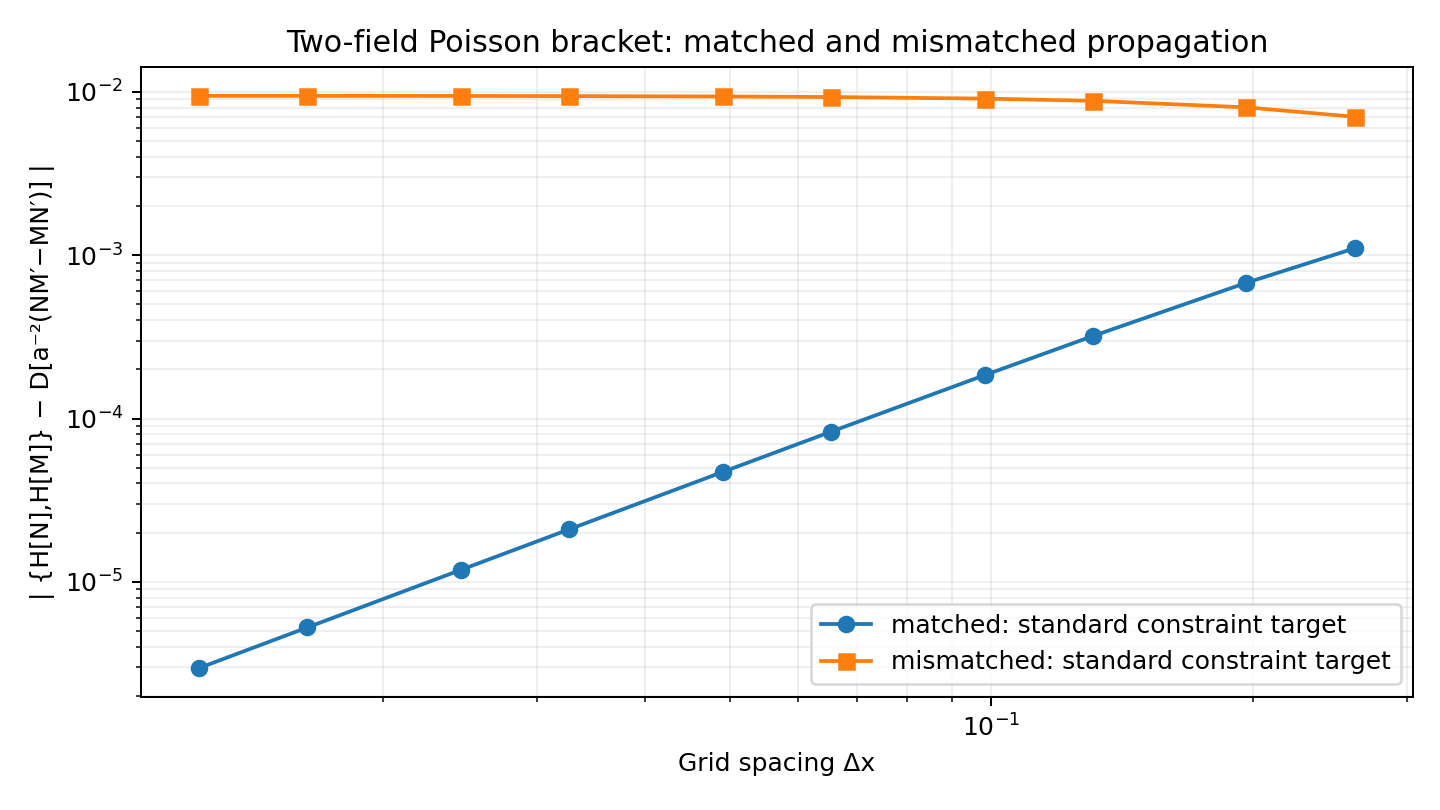 Two-field Poisson bracket: matched and mismatched propagation
| {H[N],H[M]} − D[a⁻²(NM′−MN′)] |
10⁻²
10⁻³
10⁻⁴
10⁻⁵
matched: standard constraint target
mismatched: standard constraint target
10⁻¹
Grid spacing Δx